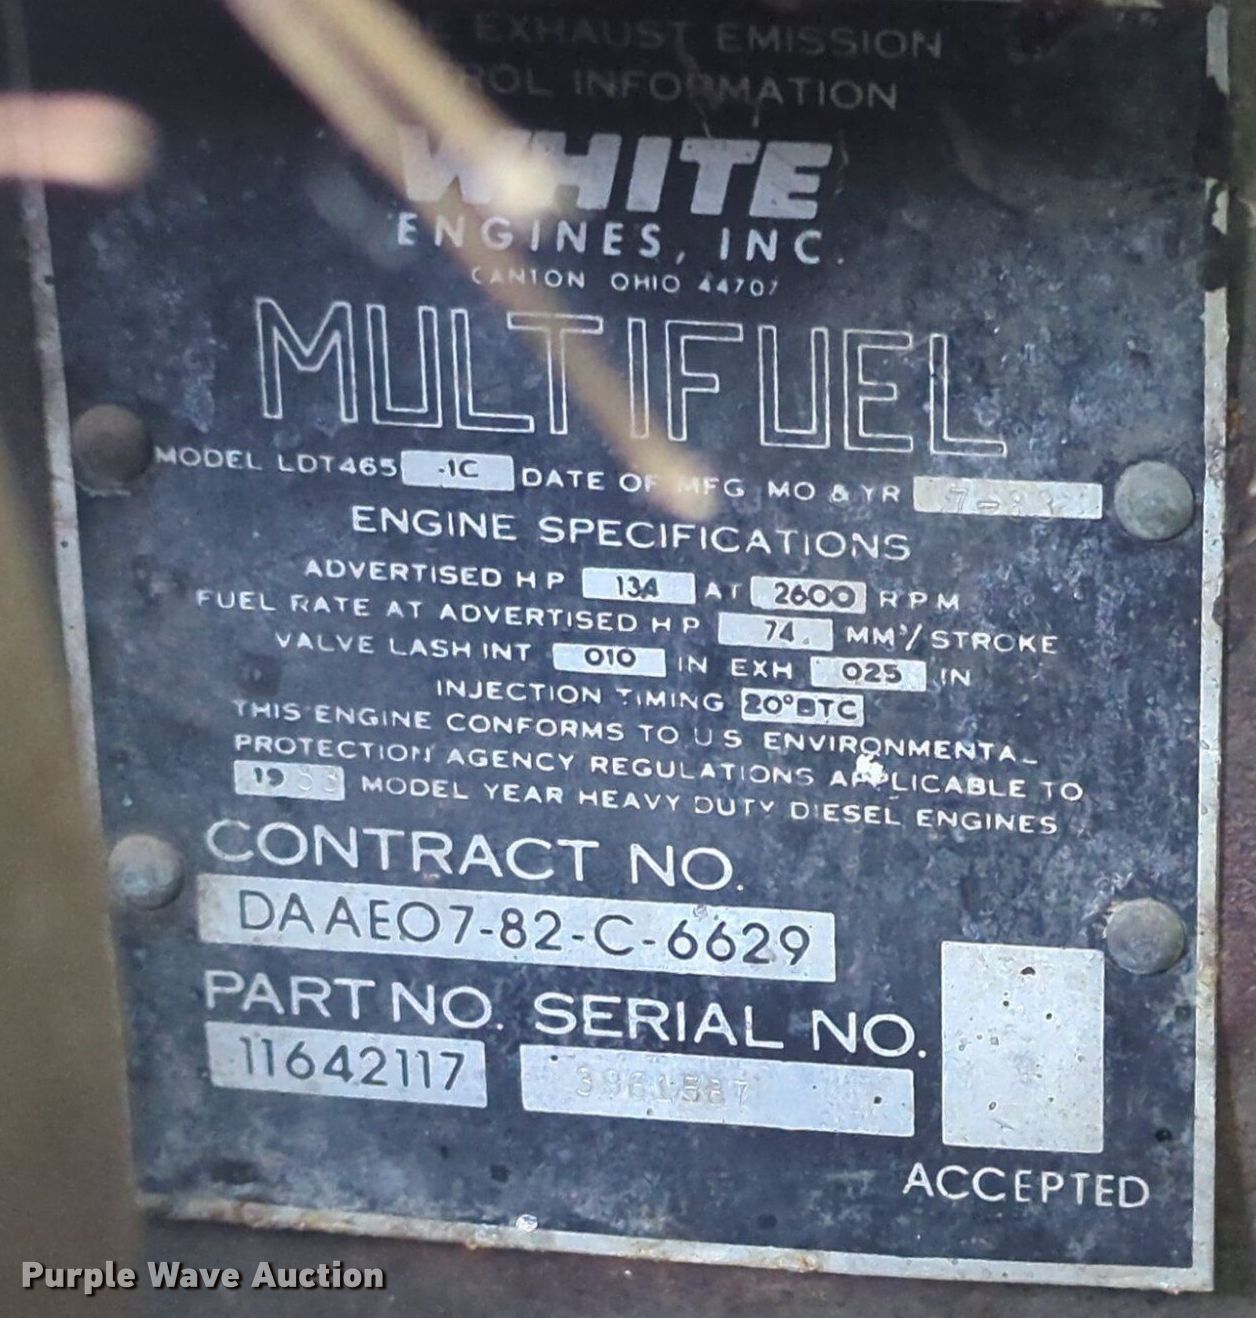 EXHAUST EMISSION
INFORMATION
WHITE
ENGINES, INC.
CANTON OHIO 44707
MULTIFUEL
MODEL LDT465 -1C DATE OF MFG MO & YR
ENGINE SPECIFICATIONS
ADVERTISED HP 134 AT 2600 RPM
FUEL RATE AT ADVERTISED HP 74. MM³/STROKE
VALVE LASH INT 010 IN EXH 025 IN
INJECTION TIMING 20°BTC
THIS ENGINE CONFORMS TO U S ENVIRONMENTA-
PROTECTION AGENCY REGULATIONS APPLICABLE TO
MODEL YEAR HEAVY DUTY DIESEL ENGINES
CONTRACT NO.
DAAE07-82-C-6629
PART NO. SERIAL NO.
11642117
ACCEPTED
Purple Wave Auction